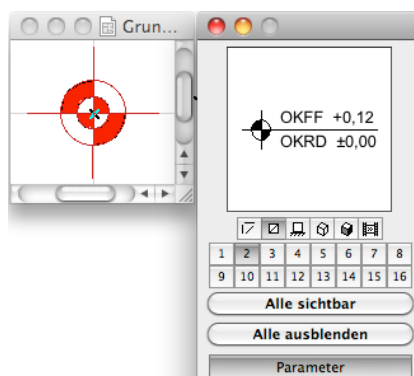 Grun...
OKFF +0,12
OKRD ±0,00
1 2 3 4 5 6 7 8
9 10 11 12 13 14 15 16
Alle sichtbar
Alle ausblenden
Parameter